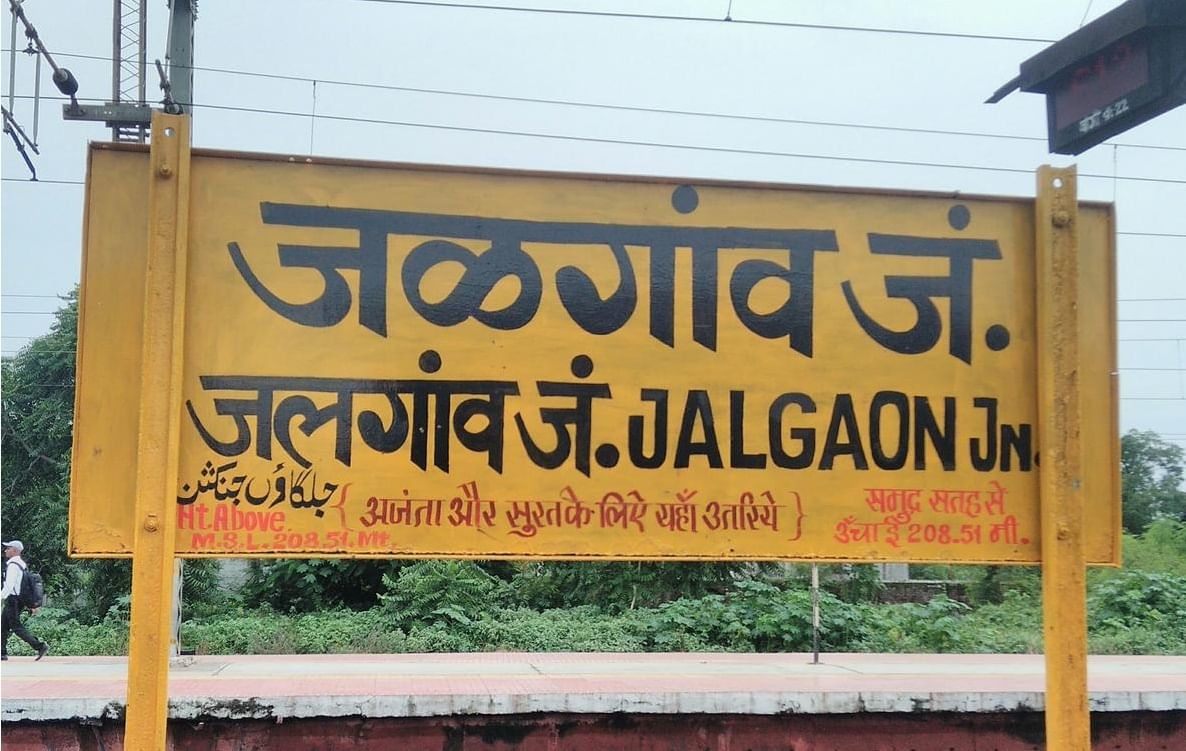 जळगांव जं.
जलगांव जं. JALGAON JN.
جلگاؤں جنکشن
{ अजंता और सुरत के लिए यहाँ उतरिये }
समुद्र सतह से
ऊँचाई 208.51 मी.
Ht. Above
M.S.L. 208.51. Mt.